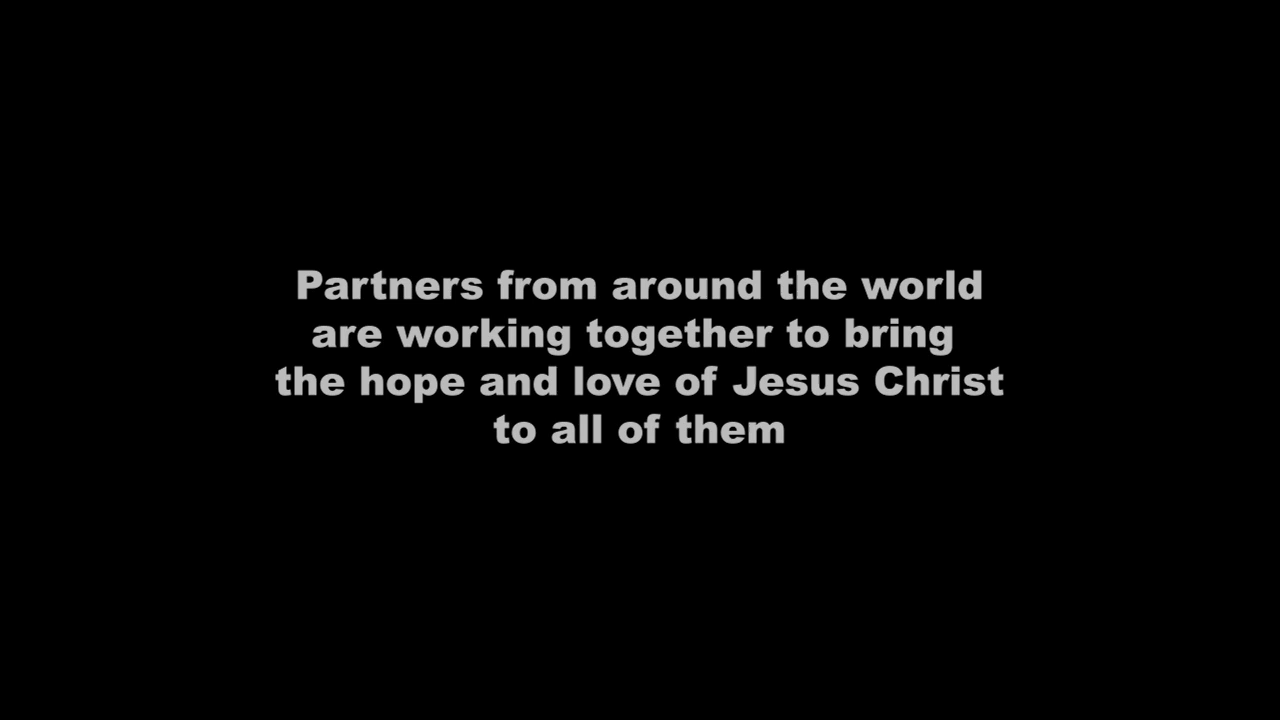 Partners from around the world
are working together to bring
the hope and love of Jesus Christ
to all of them